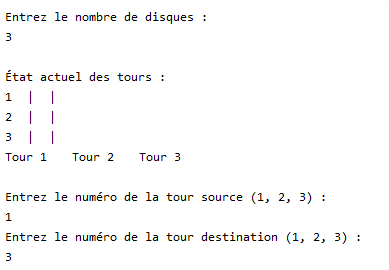 Entrez le nombre de disques :
3
État actuel des tours :
1  |  |
2  |  |
3  |  |
Tour 1   Tour 2   Tour 3
Entrez le numéro de la tour source (1, 2, 3) :
1
Entrez le numéro de la tour destination (1, 2, 3) :
3